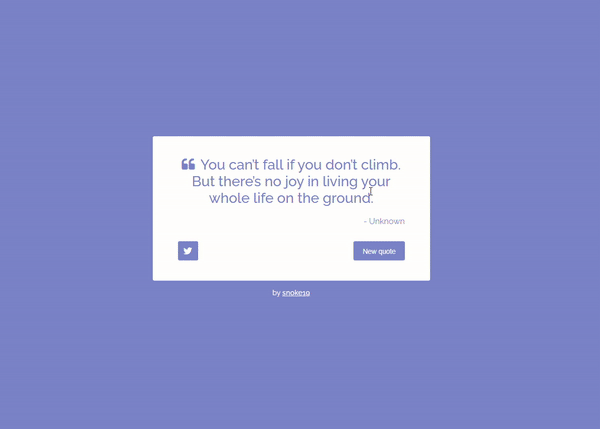 You can’t fall if you don’t climb.
But there’s no joy in living your
whole life on the ground.
- Unknown
New quote
by snoke19